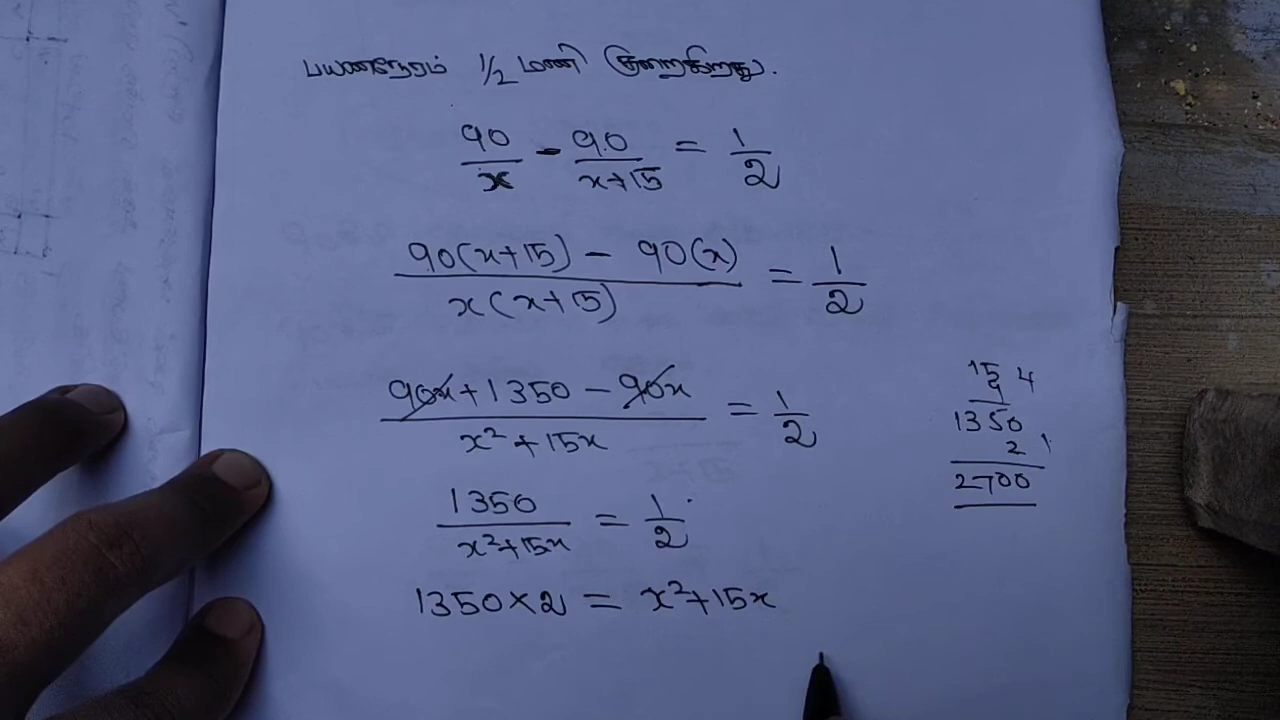 பயணநேரம் 1/2 மணி குறைகிறது.
90/x - 90/x+15 = 1/2
90(x+15) - 90(x) / x(x+15) = 1/2
90x + 1350 - 90x / x²+15x = 1/2
1350 / x²+15x = 1/2
1350 × 2 = x²+15x
15 4
9
1350
2 1
2700